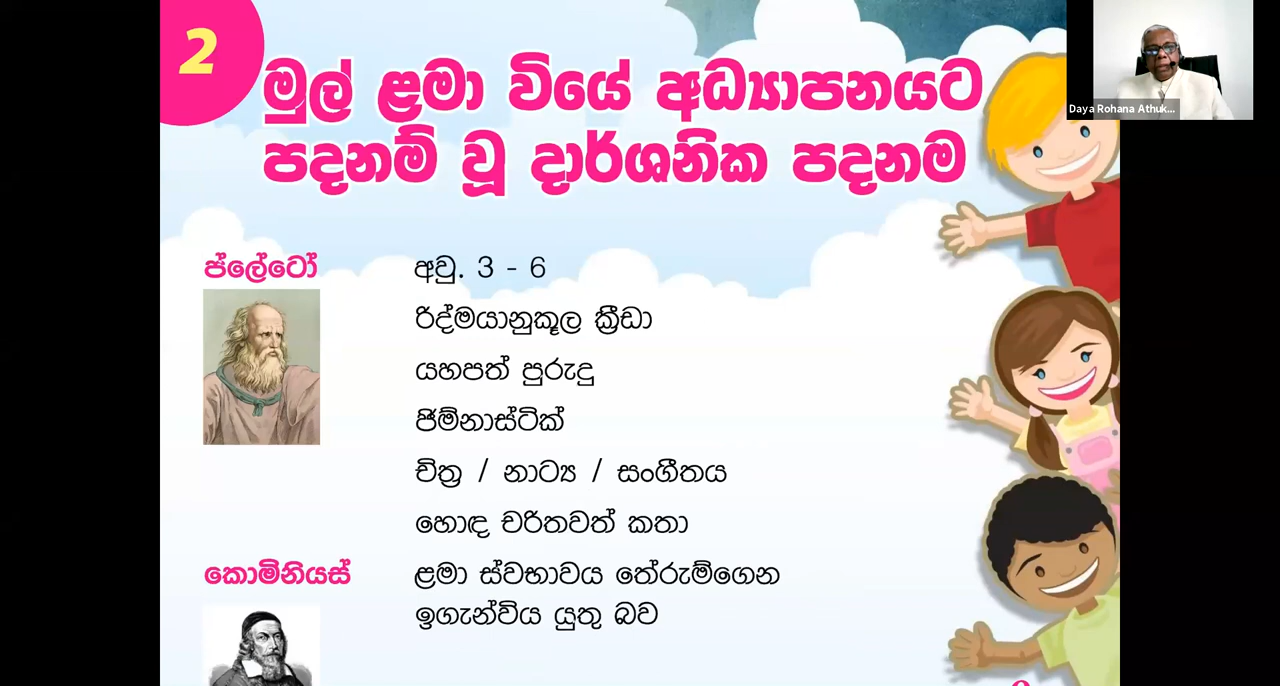 2
මුල් ළමා වියේ අධ්‍යාපනයට
පදනම් වූ දාර්ශනික පදනම
Daya Rohana Athuk...
ප්ලේටෝ
අවු. 3 - 6
රිද්මයානුකූල ක්‍රීඩා
යහපත් පුරුදු
ජිම්නාස්ටික්
චිත්‍ර / නාට්‍ය / සංගීතය
හොඳ චරිතවත් කතා
කොමිනියස්
ළමා ස්වභාවය තේරුම්ගෙන
ඉගැන්විය යුතු බව